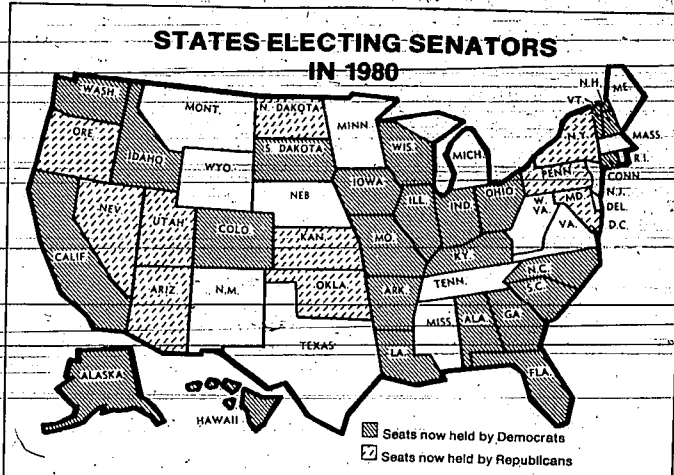 STATES ELECTING SENATORS
IN 1980
WASH.
MONT.
N. DAKOTA
MINN.
N.H.
VT.
ME.
ORE
IDAHO
S. DAKOTA
WIS.
MICH.
N.Y.
MASS.
WYO.
R.I.
CONN
NEB
IOWA
PENN.
N.J.
NEV.
UTAH
COLO
ILL.
IND.
OHIO
W. VA.
MD.
DEL.
D.C.
CALIF.
KAN.
MO.
KY.
VA.
ARIZ.
N.M.
OKLA.
ARK
TENN.
N.C.
S.C.
TEXAS
LA.
MISS.
ALA.
GA.
FLA.
ALASKA
HAWAII
Seats now held by Democrats
Seats now held by Republicans